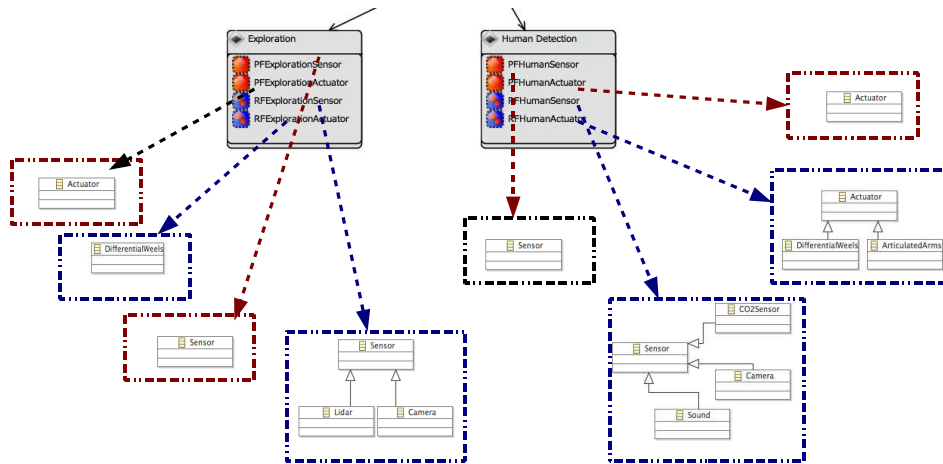 Exploration
PFExplorationSensor
PFExplorationActuator
RFExplorationSensor
RFExplorationActuator
Human Detection
PFHumanSensor
PFHumanActuator
RFHumanSensor
RFHumanActuator
Actuator
Actuator
DifferentialWeels
Sensor
Sensor
Lidar
Camera
Sensor
Actuator
DifferentialWeels
ArticulatedArms
CO2Sensor
Sensor
Camera
Sound